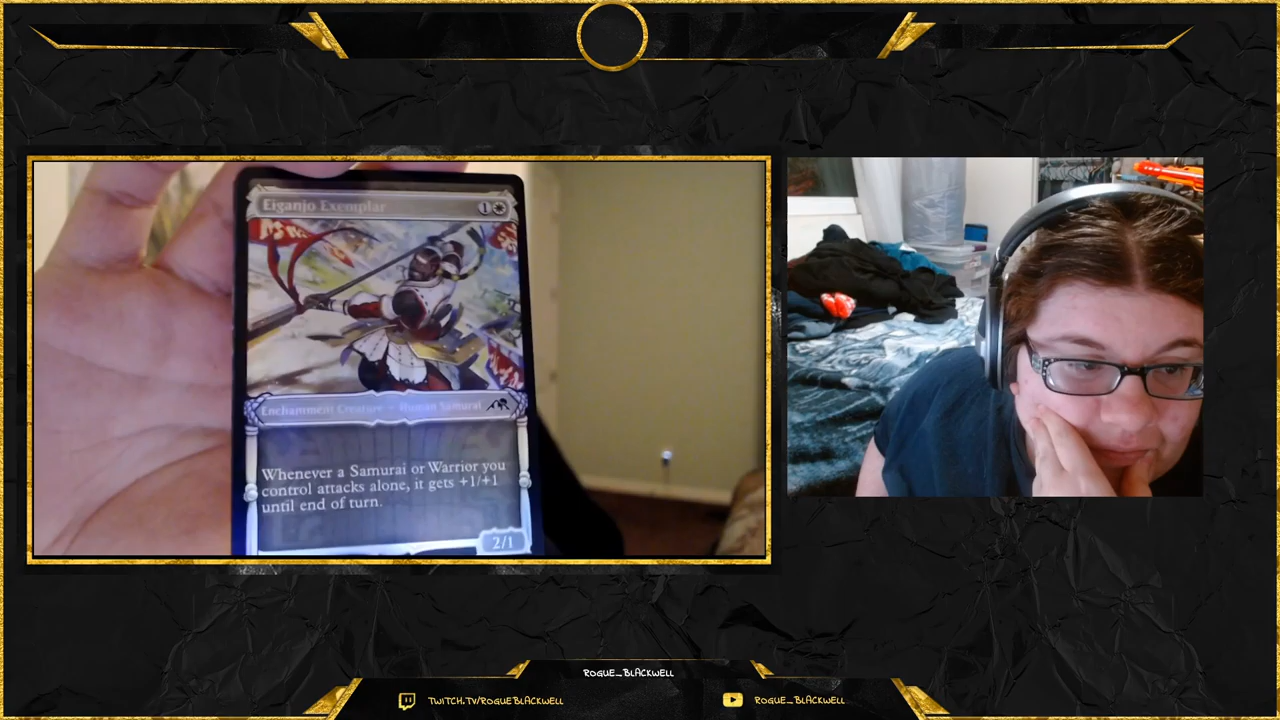 Eiganjo Exemplar 1
Enchantment Creature — Human Samurai
Whenever a Samurai or Warrior you
control attacks alone, it gets +1/+1
until end of turn.
2/1
ROGUE_BLACKWELL
TWITCH.TV/ROGUEBLACKWELL
ROGUE_BLACKWELL